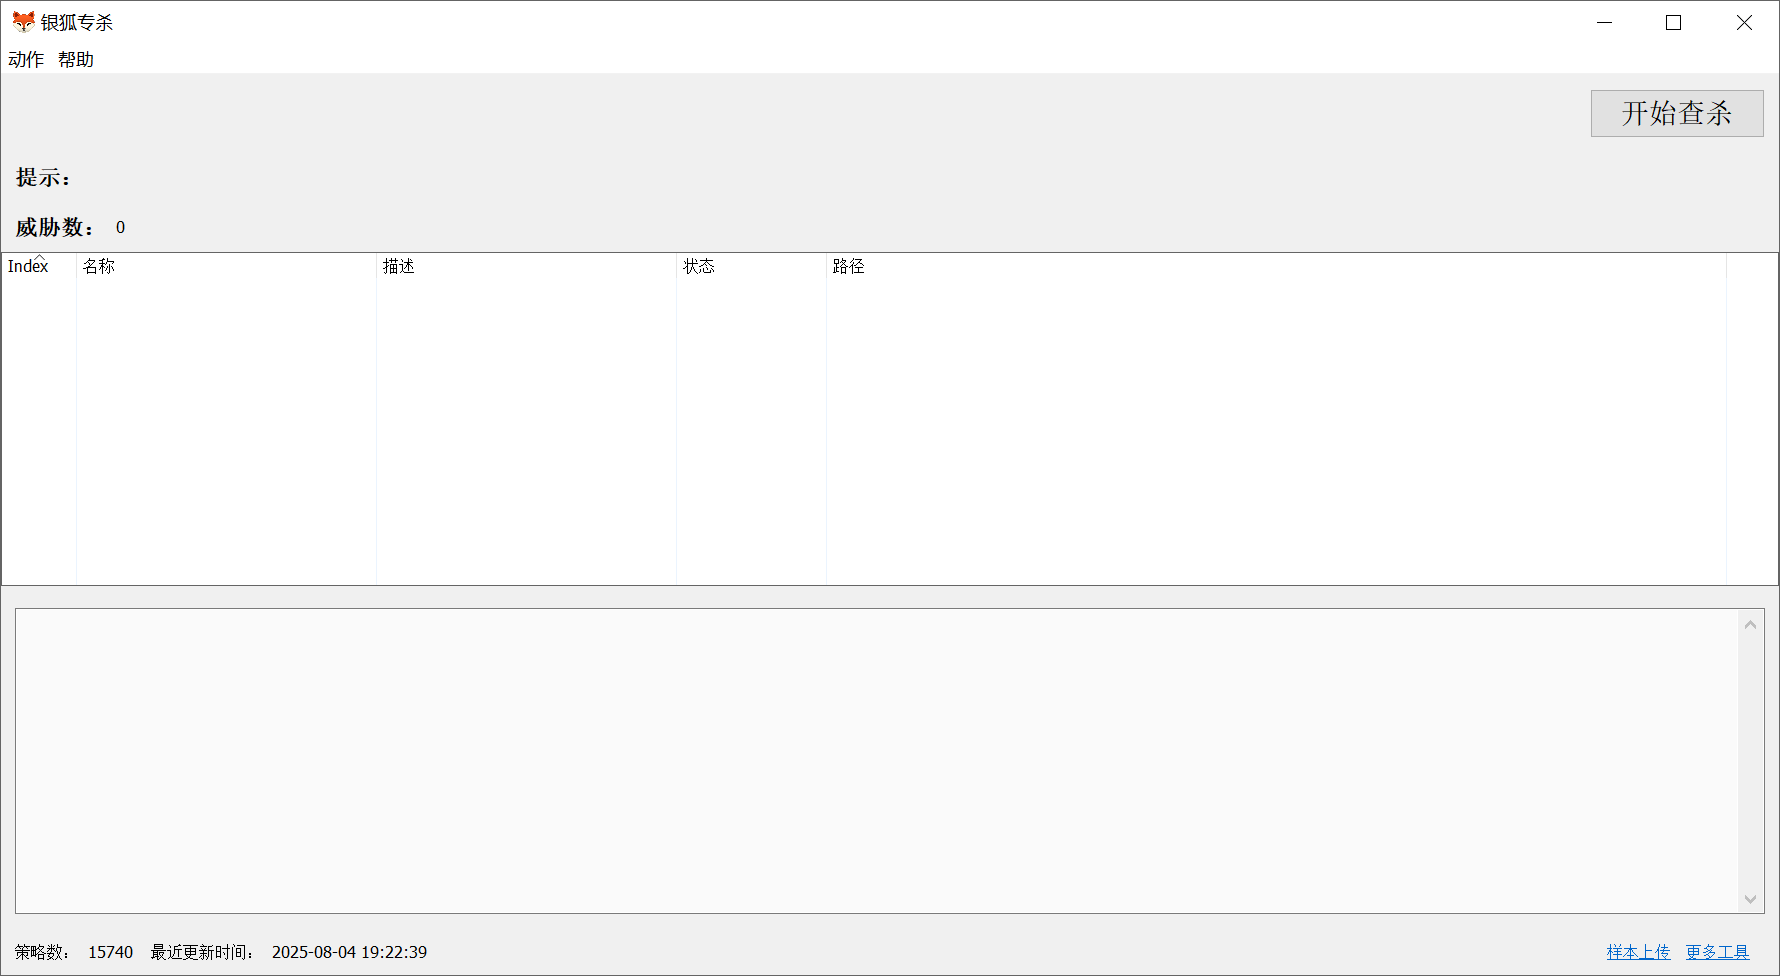 银狐专杀
动作 帮助
开始查杀
提示：
威胁数： 0
Index 名称 描述 状态 路径
策略数： 15740 最近更新时间： 2025-08-04 19:22:39 样本上传 更多工具